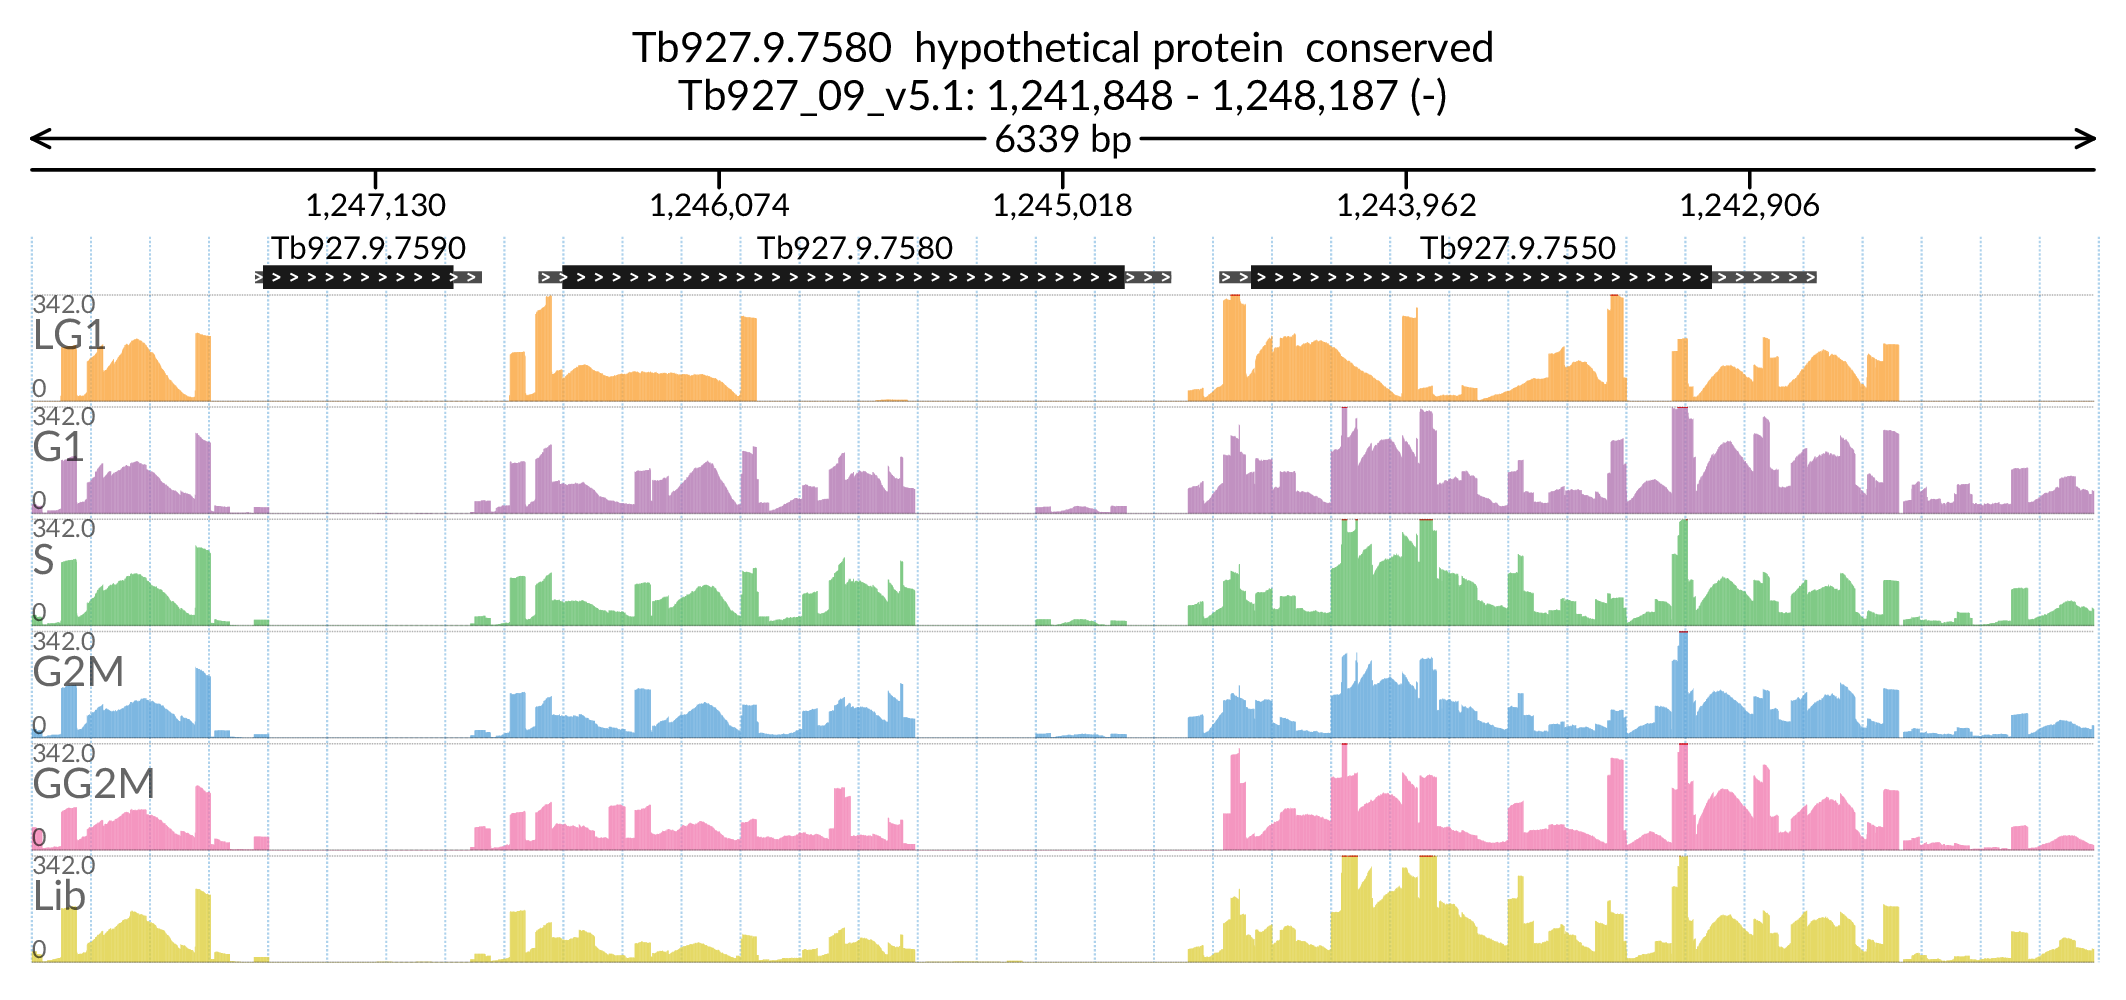 Tb927.9.7580 hypothetical protein conserved
Tb927_09_v5.1: 1,241,848 - 1,248,187 (-)
6339 bp
1,247,130 1,246,074 1,245,018 1,243,962 1,242,906
Tb927.9.7590 Tb927.9.7580 Tb927.9.7550
342.0
LG1
0
342.0
G1
0
342.0
S
0
342.0
G2M
0
342.0
GG2M
0
342.0
Lib
0